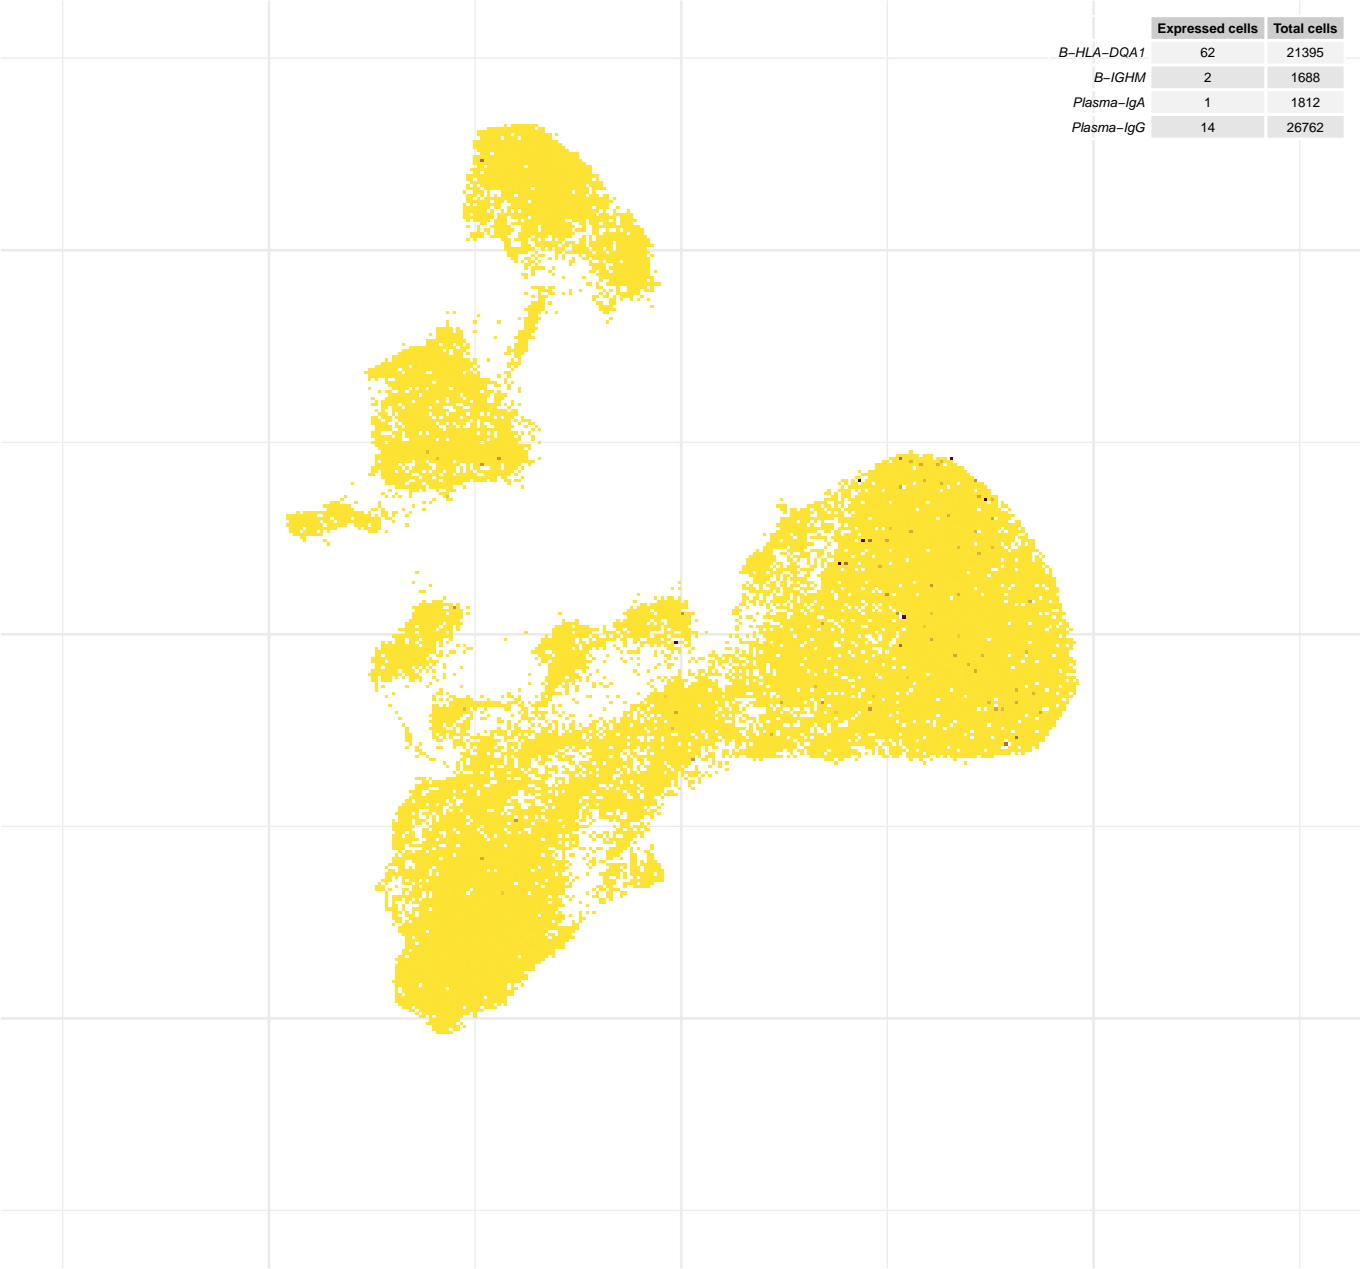 Expressed cells Total cells
B−HLA−DQA1 62 21395
B−IGHM 2 1688
Plasma−IgA 1 1812
Plasma−IgG 14 26762